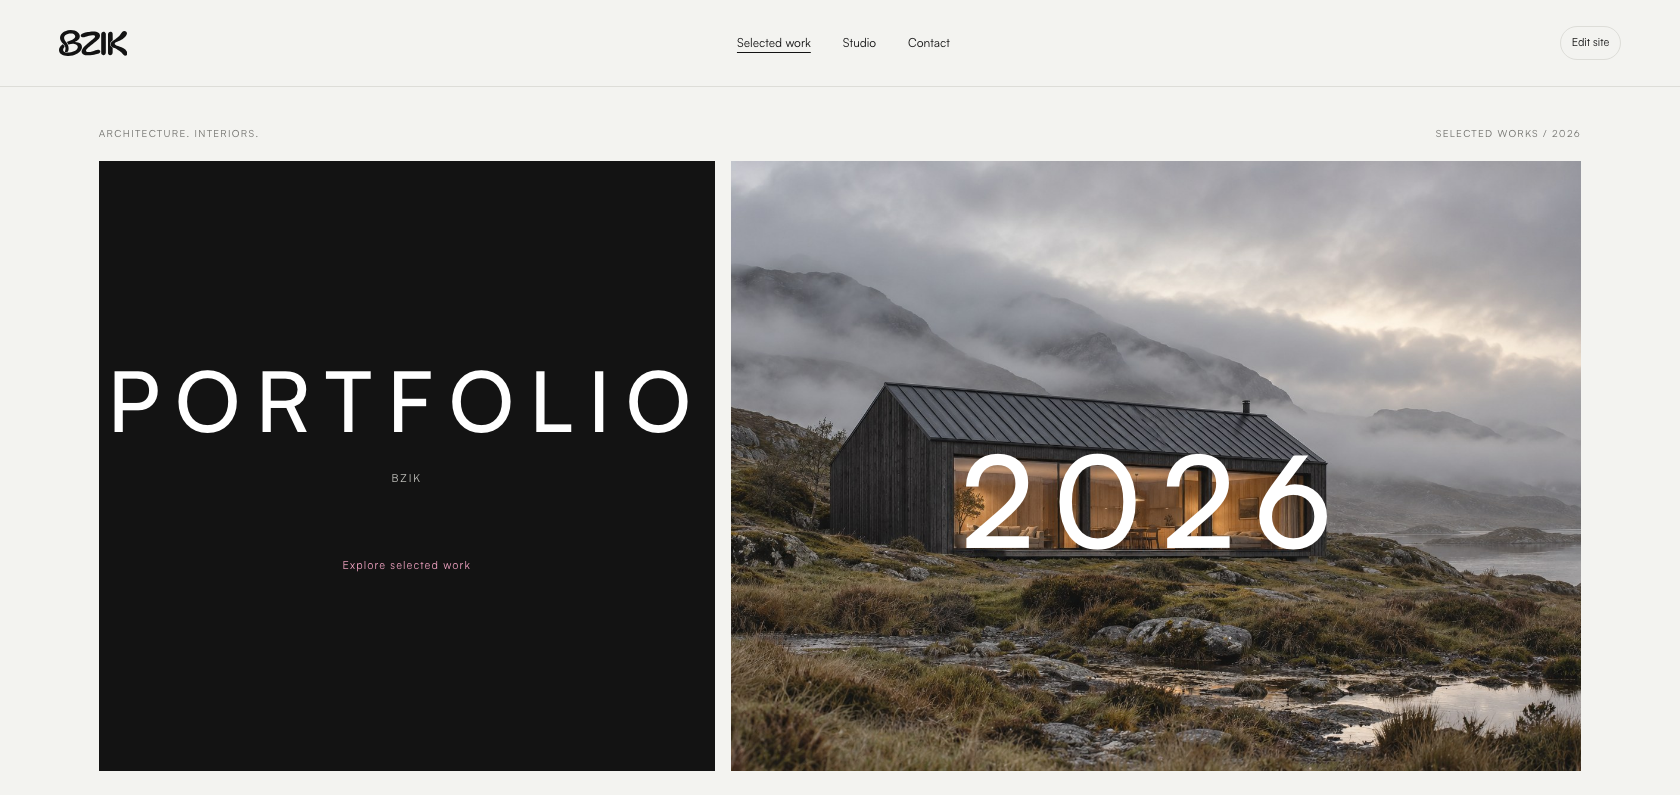 BZIK
Selected work
Studio
Contact
Edit site
ARCHITECTURE. INTERIORS.
SELECTED WORKS / 2026
PORTFOLIO
BZIK
Explore selected work
2026